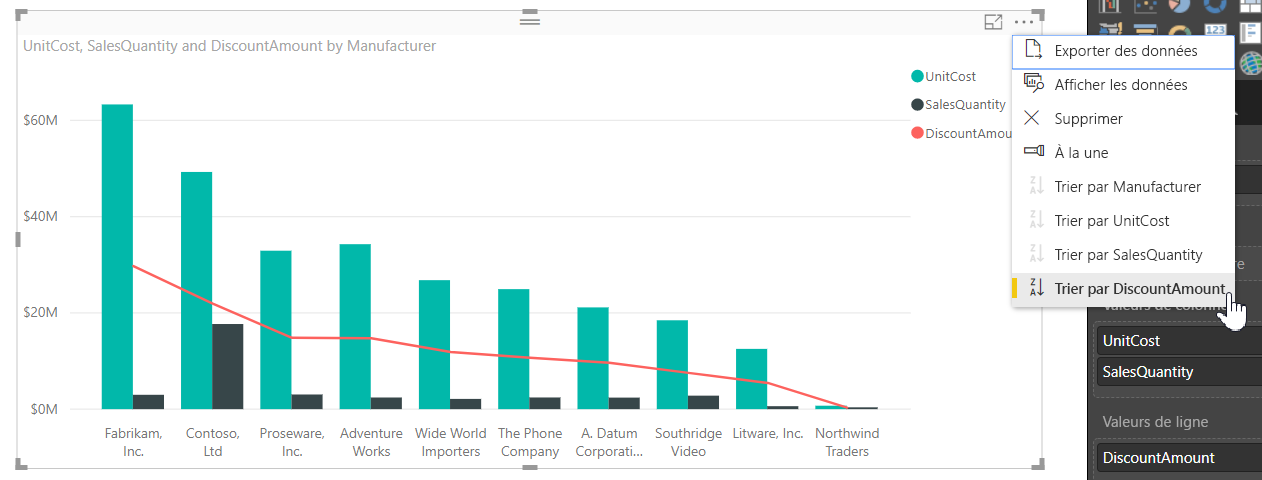 UnitCost, SalesQuantity and DiscountAmount by Manufacturer
UnitCost
SalesQuantity
DiscountAmou
$60M
$40M
$20M
$0M
Fabrikam,
Inc.
Contoso,
Ltd
Proseware,
Inc.
Adventure
Works
Wide World
Importers
The Phone
Company
A. Datum
Corporati...
Southridge
Video
Litware, Inc.
Northwind
Traders
123
Exporter des données
Afficher les données
Supprimer
À la une
Trier par Manufacturer
Trier par UnitCost
Trier par SalesQuantity
Trier par DiscountAmount
Valeurs de colonne
UnitCost
SalesQuantity
Valeurs de ligne
DiscountAmount